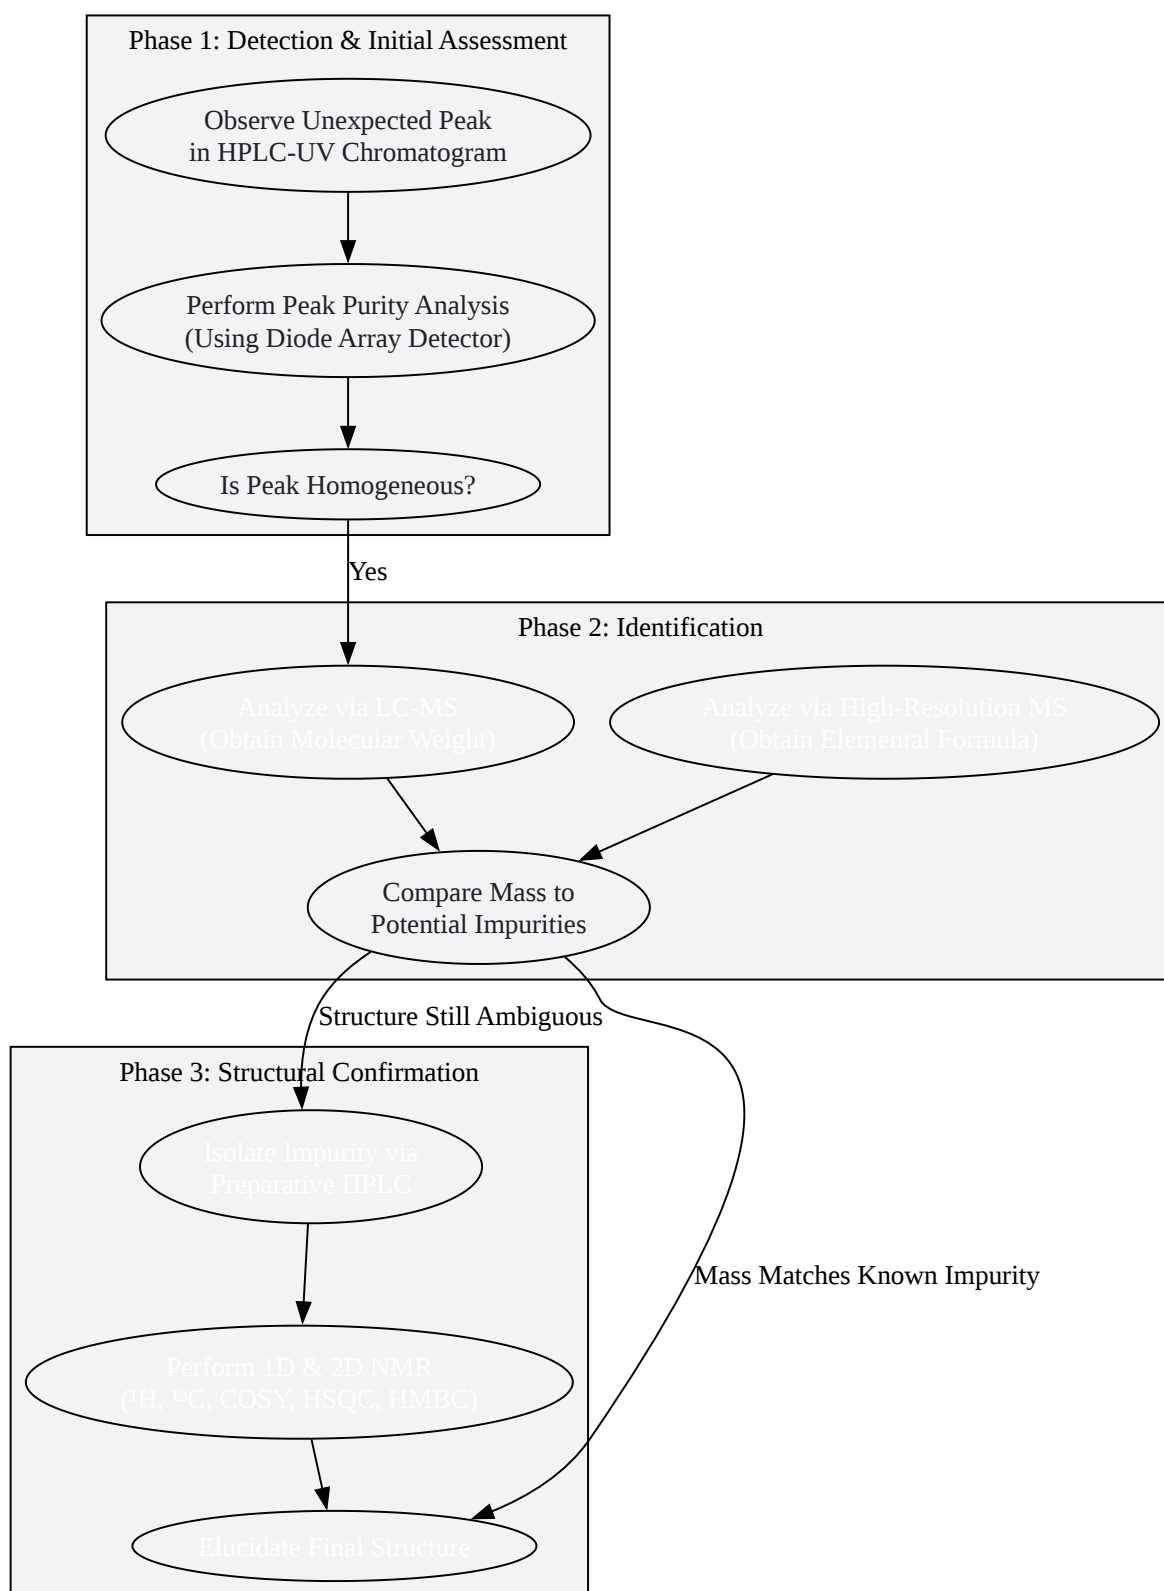 Phase 1: Detection & Initial Assessment
Observe Unexpected Peak
in HPLC-UV Chromatogram
Perform Peak Purity Analysis
(Using Diode Array Detector)
Is Peak Homogeneous?
Yes
Phase 2: Identification
Analyze via LC-MS
(Obtain Molecular Weight)
Analyze via High-Resolution MS
(Obtain Elemental Formula)
Compare Mass to
Potential Impurities
Structure Still Ambiguous
Phase 3: Structural Confirmation
Isolate Impurity via
Preparative HPLC
Mass Matches Known Impurity
Perform 1D & 2D NMR
(¹H, ¹³C, COSY, HSQC, HMBC)
Elucidate Final Structure